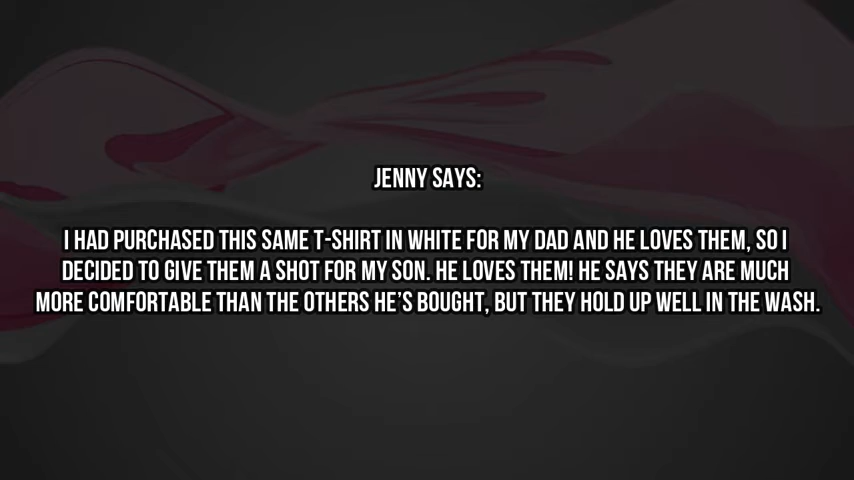 JENNY SAYS:
I HAD PURCHASED THIS SAME T-SHIRT IN WHITE FOR MY DAD AND HE LOVES THEM, SO I
DECIDED TO GIVE THEM A SHOT FOR MY SON. HE LOVES THEM! HE SAYS THEY ARE MUCH
MORE COMFORTABLE THAN THE OTHERS HE'S BOUGHT, BUT THEY HOLD UP WELL IN THE WASH.